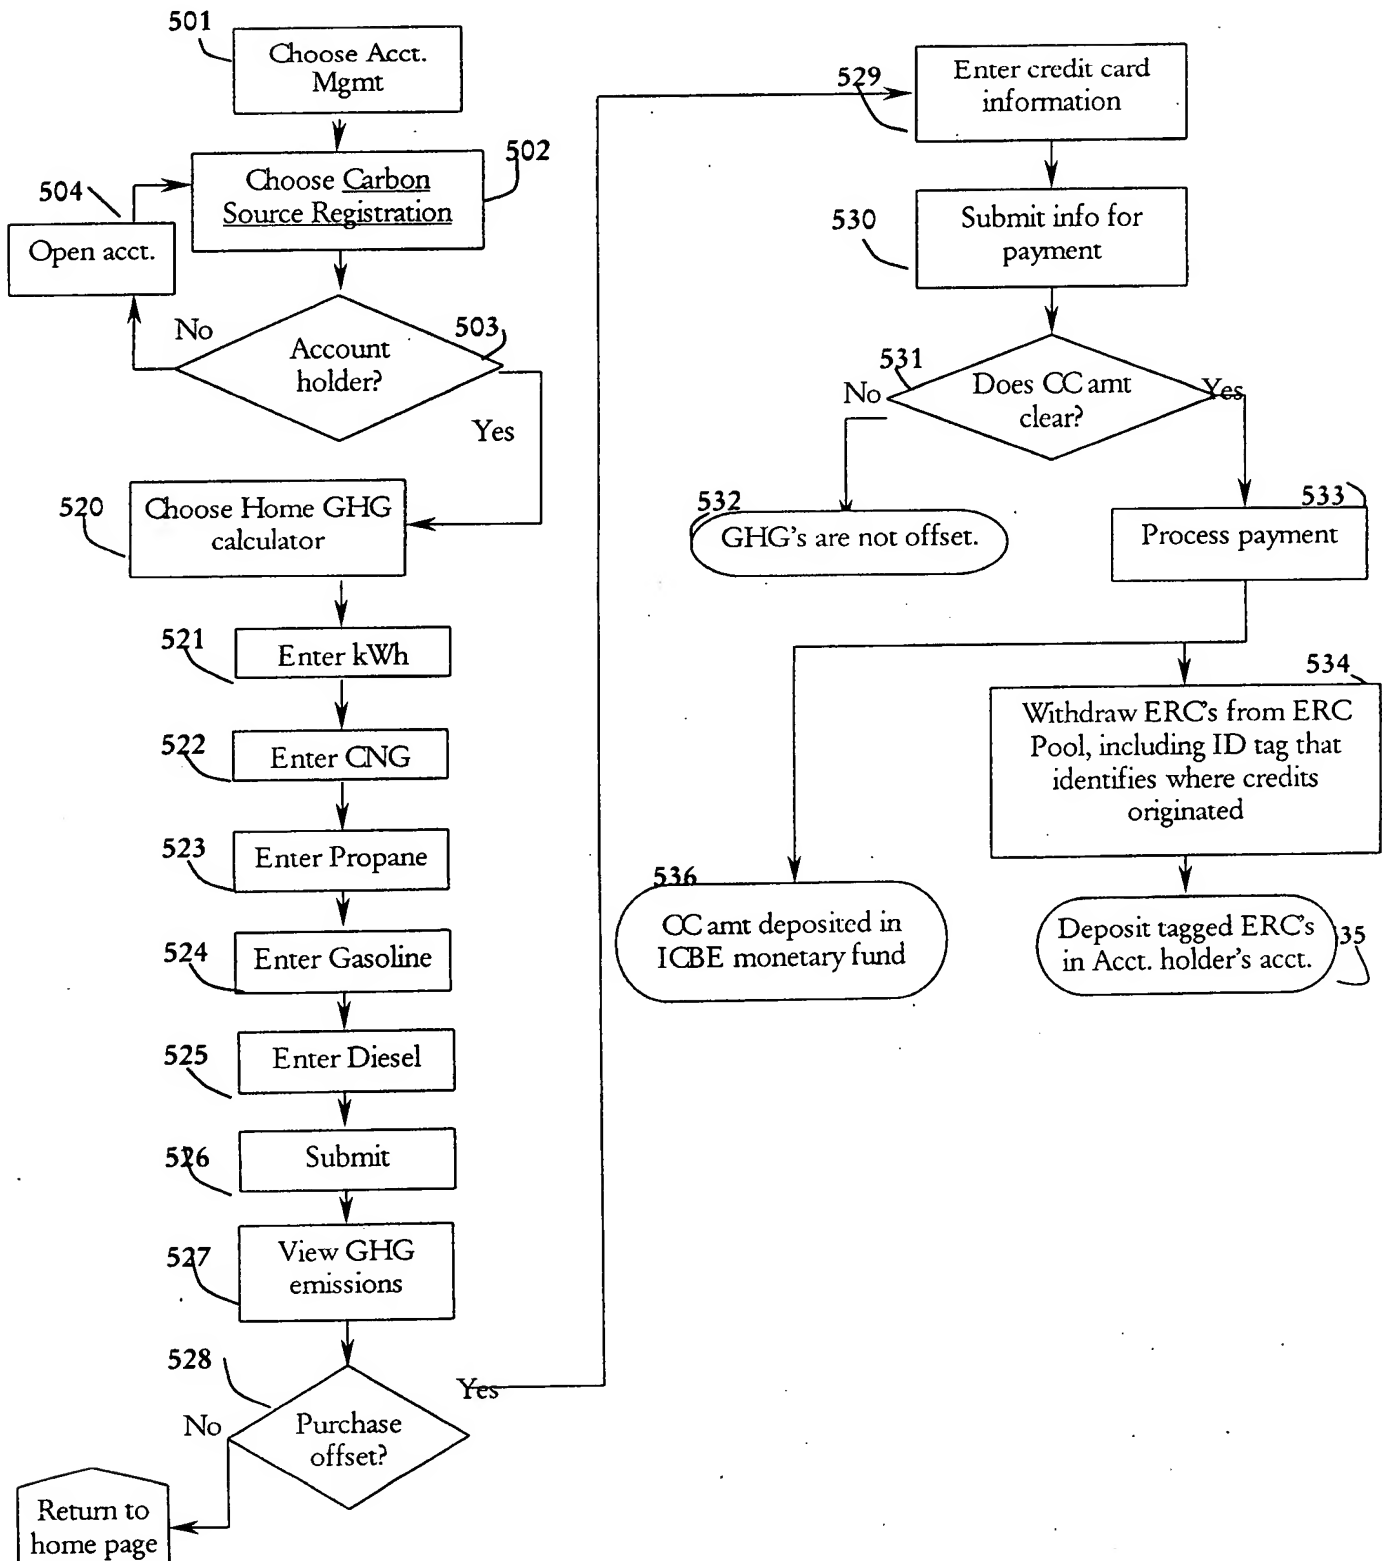 501
Choose Acct.
Mgmt
502
Choose Carbon
Source Registration
504
Open acct.
No
503
Account
holder?
Yes
520
Choose Home GHG
calculator
521
Enter kWh
522
Enter CNG
523
Enter Propane
524
Enter Gasoline
525
Enter Diesel
526
Submit
527
View GHG
emissions
528
Yes
No
Purchase
offset?
Return to
home page
529
Enter credit card
information
530
Submit info for
payment
531
No
Does CC amt
clear?
Yes
532
GHG's are not offset.
533
Process payment
534
Withdraw ERC's from ERC
Pool, including ID tag that
identifies where credits
originated
536
CC amt deposited in
ICBE monetary fund
Deposit tagged ERC's
in Acct. holder's acct.
35